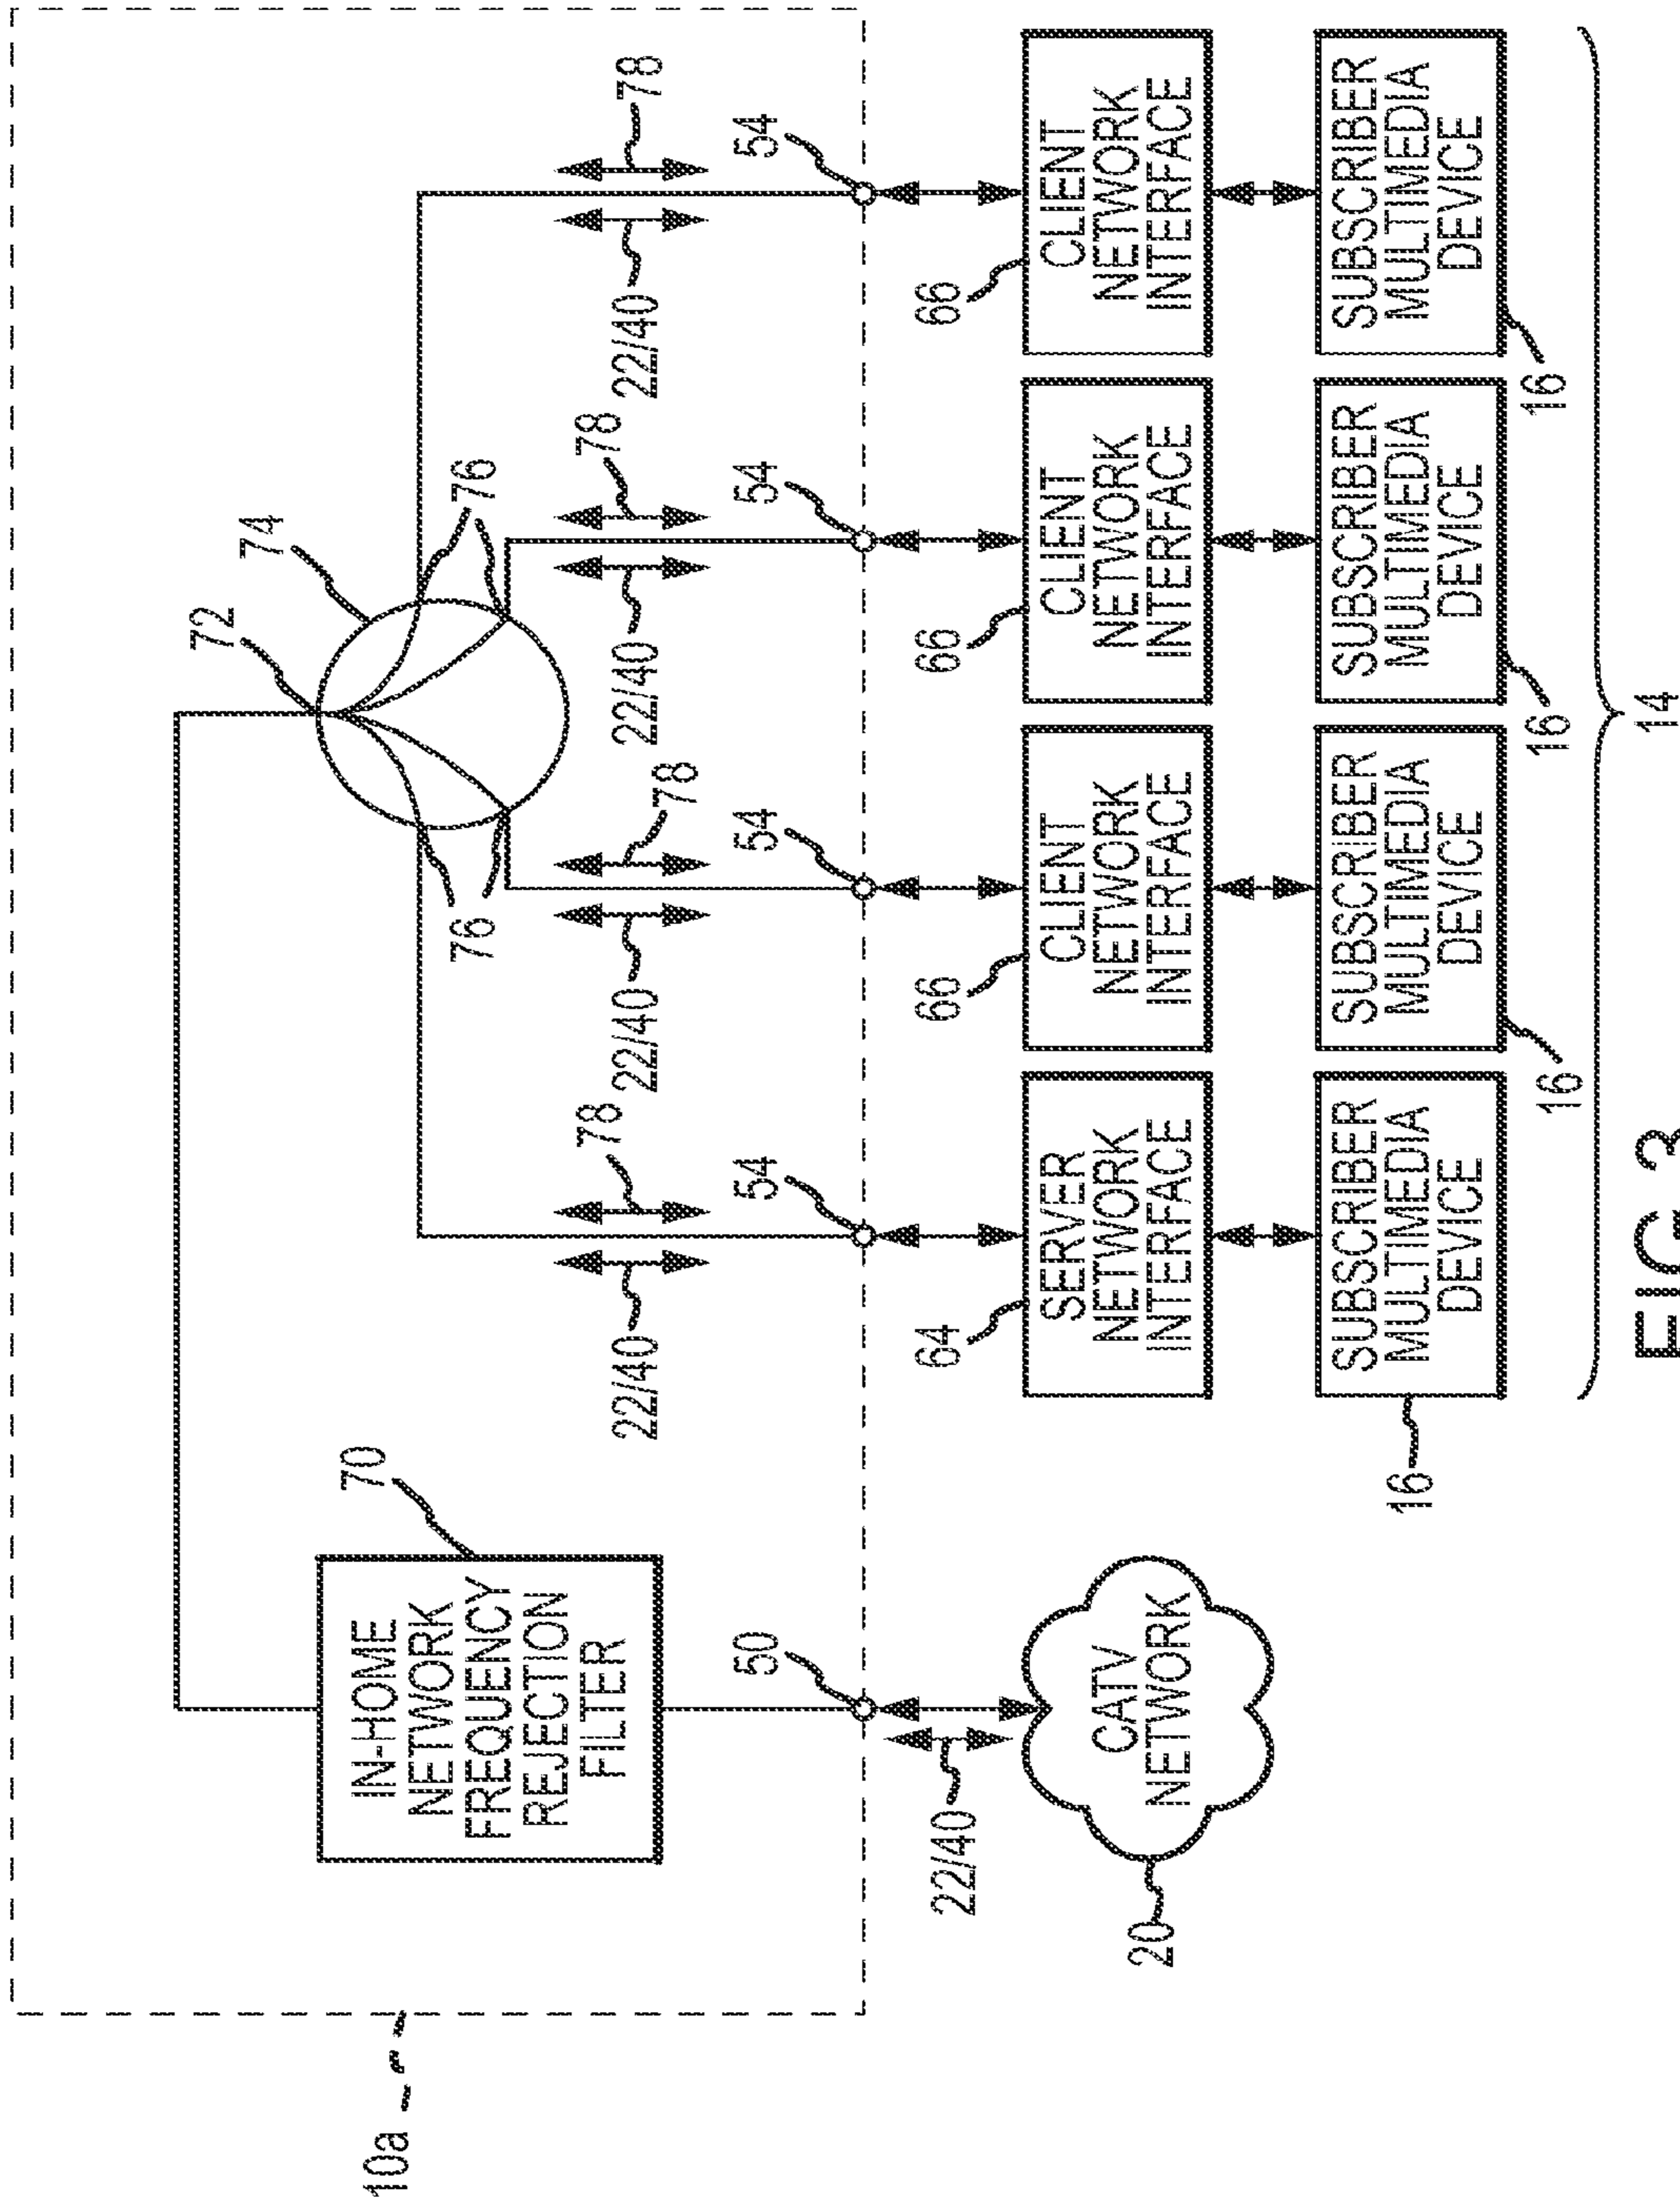 10a
IN-HOME
NETWORK
FREQUENCY
REJECTION
FILTER
70
72
74
76
76
22/40
78
22/40
78
22/40
78
22/40
78
50
54
54
54
54
22/40
20
CATV
NETWORK
64
SERVER
NETWORK
INTERFACE
66
CLIENT
NETWORK
INTERFACE
66
CLIENT
NETWORK
INTERFACE
66
CLIENT
NETWORK
INTERFACE
16
SUBSCRIBER
MULTIMEDIA
DEVICE
16
SUBSCRIBER
MULTIMEDIA
DEVICE
16
SUBSCRIBER
MULTIMEDIA
DEVICE
16
SUBSCRIBER
MULTIMEDIA
DEVICE
14
FIG 3